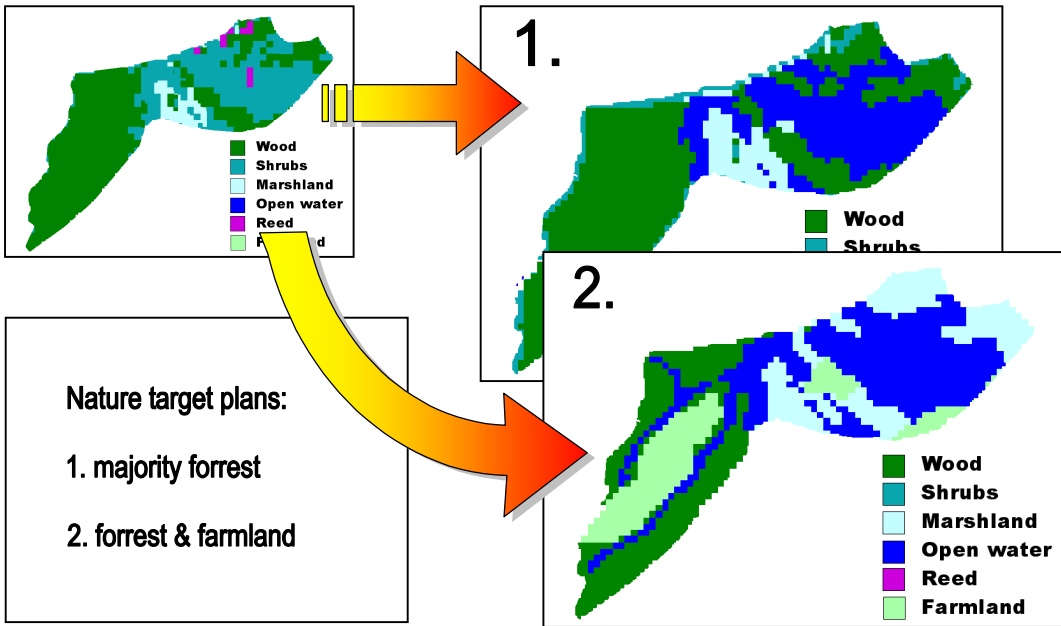 Wood
Shrubs
Marshland
Open water
Reed
1.
Wood
Shrubs
2.
Wood
Shrubs
Marshland
Open water
Reed
Farmland
Nature target plans:
1. majority forrest
2. forrest & farmland